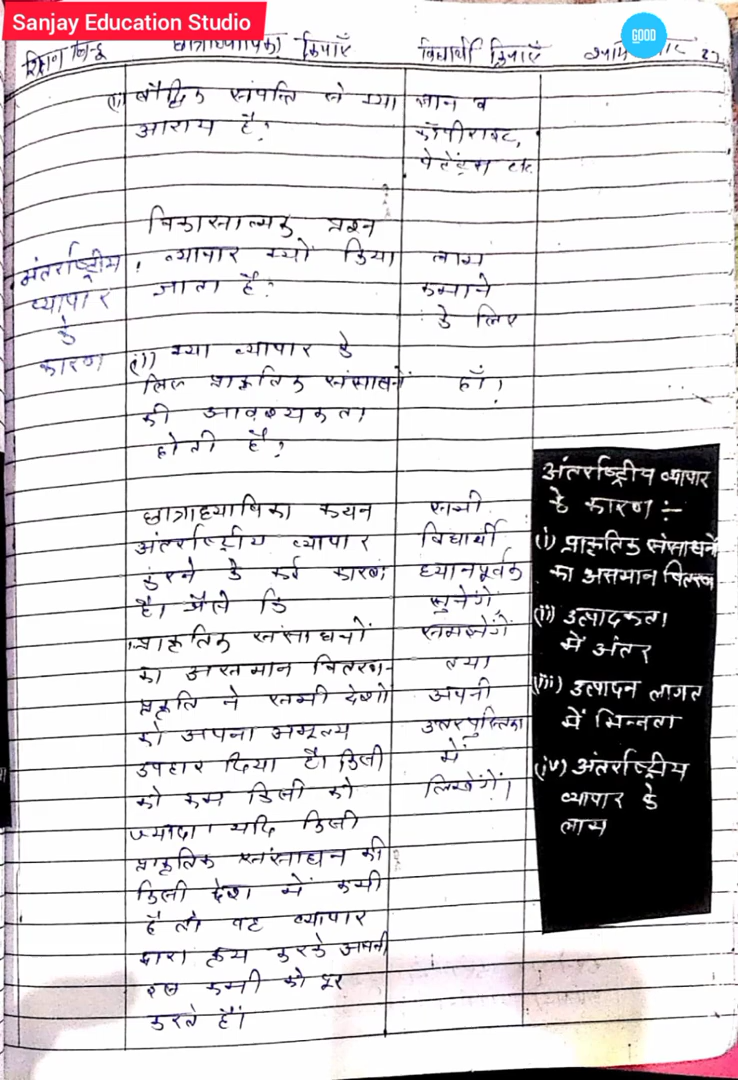 Sanjay Education Studio
GOOD
शिक्षण बिन्दु
छात्राध्यापिका क्रियाएँ
विद्यार्थी क्रियाएँ
(ii) बौद्धिक संपत्ति से क्या
आशय है?
ज्ञान व
कॉपीराइट,
पेटेंट्स etc.
विकासात्मक प्रश्न
अंतर्राष्ट्रीय
व्यापार
के
कारण
व्यापार क्यों किया
जाता है?
लाभ
कमाने
के लिए
(ii) क्या व्यापार के
लिए प्राकृतिक संसाधनों
की आवश्यकता
होती है?
हाँ।
छात्राध्यापिका कथन
अंतर्राष्ट्रीय व्यापार
करने के कई कारण
है। जैसे कि
प्राकृतिक संसाधनों
का असमान वितरण-
प्रकृति ने सभी देशों
को अपना अमूल्य
उपहार दिया है। किसी
को कम किसी को
ज्यादा। यदि किसी
प्राकृतिक संसाधन की
किसी देश में कमी
है तो वह व्यापार
द्वारा क्रय करके अपनी
इस कमी को दूर
करते हैं।
सभी
विद्यार्थी
ध्यानपूर्वक
सुनेंगे,
समझेंगें
तथा
अपनी
उत्तरपुस्तिका
में
लिखेंगें।
अंतर्राष्ट्रीय व्यापार
के कारण :-
(i) प्राकृतिक संसाधनों
का असमान वितरण
(ii) उत्पादकता
में अंतर
(iii) उत्पादन लागत
में भिन्नता
(iv) अंतर्राष्ट्रीय
व्यापार के
लाभ